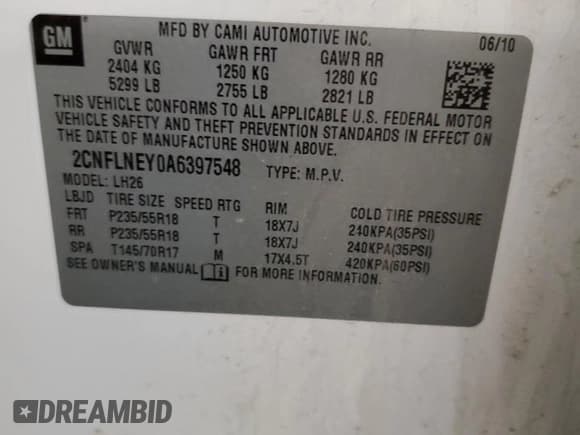 GM
MFD BY CAMI AUTOMOTIVE INC. 06/10
GVWR GAWR FRT GAWR RR
2404 KG 1250 KG 1280 KG
5299 LB 2755 LB 2821 LB
THIS VEHICLE CONFORMS TO ALL APPLICABLE U.S. FEDERAL MOTOR
VEHICLE SAFETY AND THEFT PREVENTION STANDARDS IN EFFECT ON
THE DATE OF MANUFACTURE SHOWN ABOVE.
2CNFLNEY0A6397548 TYPE: M.P.V.
MODEL: LH26
LBJD TIRE SIZE SPEED RTG RIM COLD TIRE PRESSURE
FRT P235/55R18 T 18X7J 240KPA(35PSI)
RR P235/55R18 T 18X7J 240KPA(35PSI)
SPA T145/70R17 M 17X4.5T 420KPA(60PSI)
SEE OWNER'S MANUAL FOR MORE INFORMATION.
DREAMBID